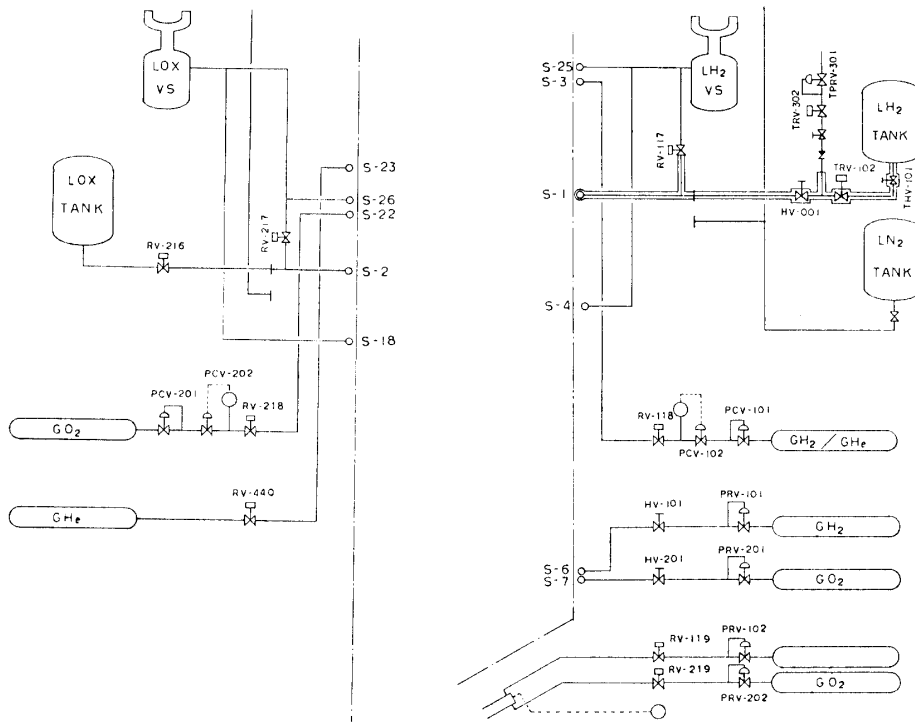 LOX
VS
S-23
S-26
S-22
LOX
TANK
RV-217
RV-216
S-2
S-18
PCV-202
PCV-201
RV-218
GO2
RV-440
GHe
S-25
S-3
LH2
VS
TPRV-301
TRV-302
LH2
TANK
RV-117
TRV-102
THV-101
S-1
HV-001
LN2
TANK
S-4
RV-118
PCV-101
PCV-102
GH2 / GHe
HV-101
PRV-101
GH2
S-6
S-7
HV-201
PRV-201
GO2
RV-119
PRV-102
RV-219
GO2
PRV-202